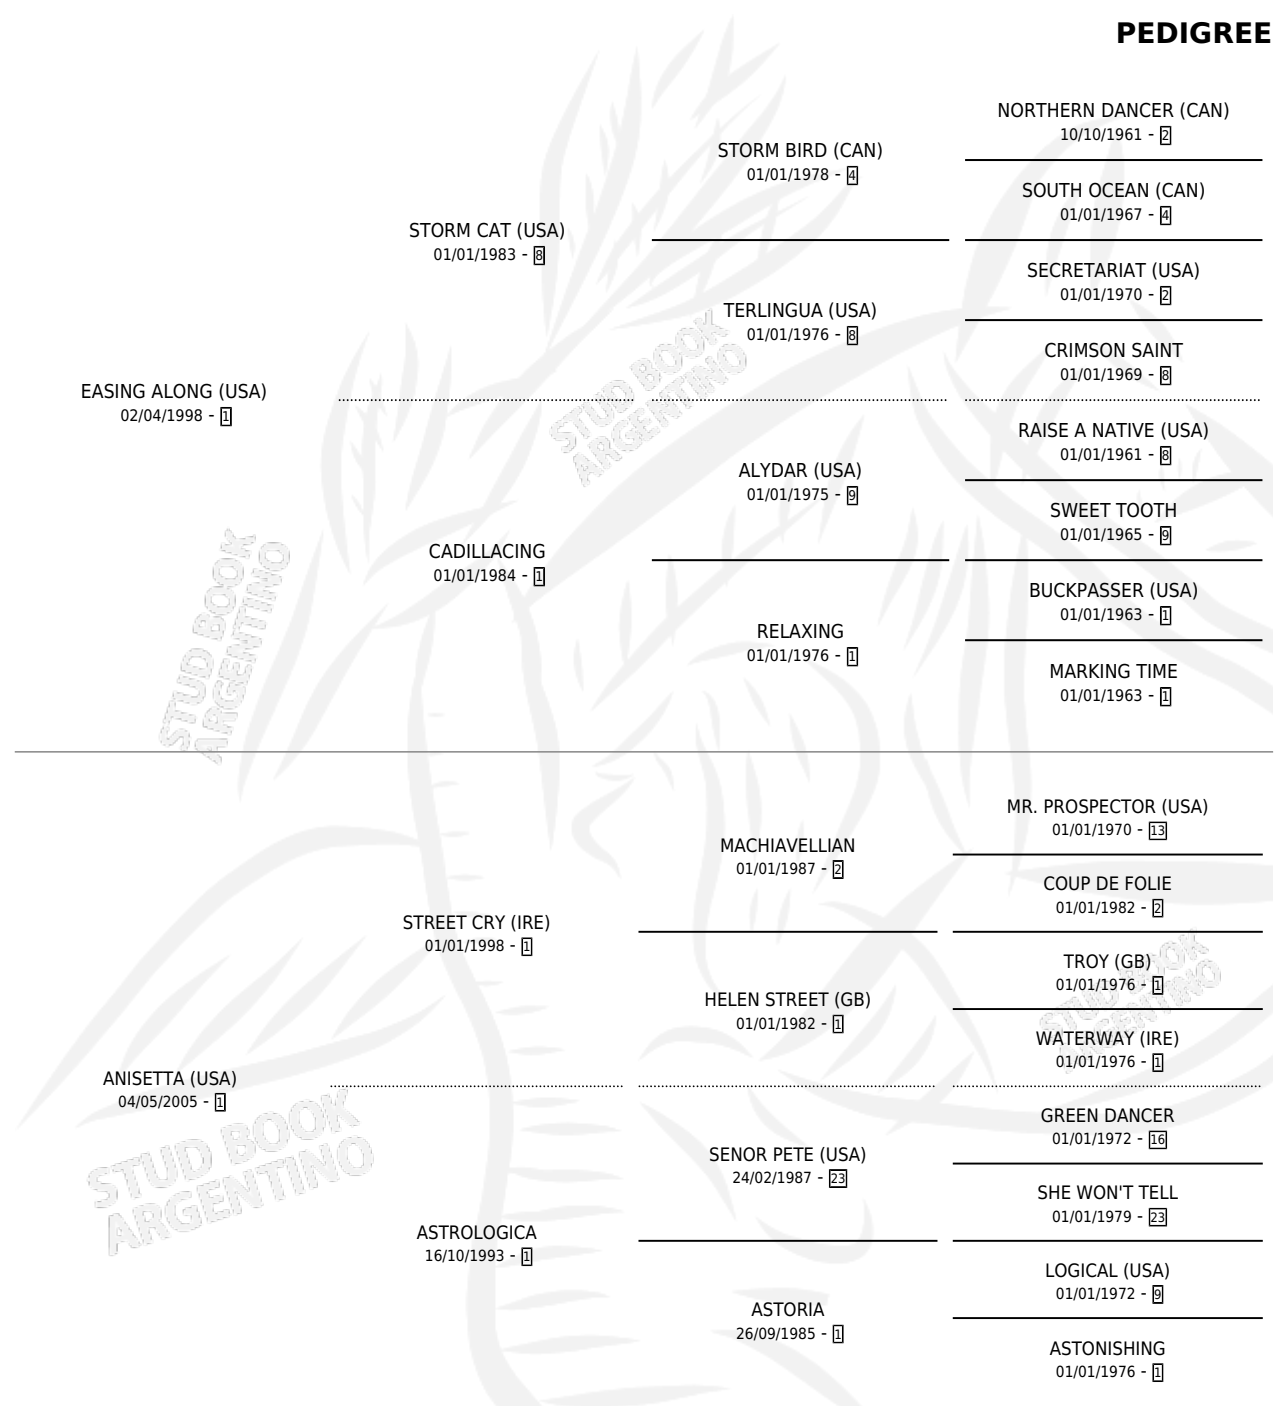 PEDIGREE
NORTHERN DANCER (CAN)
10/10/1961 - 2
STORM BIRD (CAN)
01/01/1978 - 4
SOUTH OCEAN (CAN)
01/01/1967 - 4
STORM CAT (USA)
01/01/1983 - 8
SECRETARIAT (USA)
01/01/1970 - 2
TERLINGUA (USA)
01/01/1976 - 8
CRIMSON SAINT
01/01/1969 - 8
EASING ALONG (USA)
02/04/1998 - 1
RAISE A NATIVE (USA)
01/01/1961 - 8
ALYDAR (USA)
01/01/1975 - 9
SWEET TOOTH
01/01/1965 - 9
CADILLACING
01/01/1984 - 1
BUCKPASSER (USA)
01/01/1963 - 1
RELAXING
01/01/1976 - 1
MARKING TIME
01/01/1963 - 1
MR. PROSPECTOR (USA)
01/01/1970 - 13
MACHIAVELLIAN
01/01/1987 - 2
COUP DE FOLIE
01/01/1982 - 2
STREET CRY (IRE)
01/01/1998 - 1
TROY (GB)
01/01/1976 - 1
HELEN STREET (GB)
01/01/1982 - 1
WATERWAY (IRE)
01/01/1976 - 1
ANISETTA (USA)
04/05/2005 - 1
GREEN DANCER
01/01/1972 - 16
SENOR PETE (USA)
24/02/1987 - 23
SHE WON'T TELL
01/01/1979 - 23
ASTROLOGICA
16/10/1993 - 1
LOGICAL (USA)
01/01/1972 - 9
ASTORIA
26/09/1985 - 1
ASTONISHING
01/01/1976 - 1
STUD BOOK
ARGENTINO
STUD BOOK
ARGENTINO
STUD BOOK
ARGENTINO
STUD BOOK
ARGENTINO